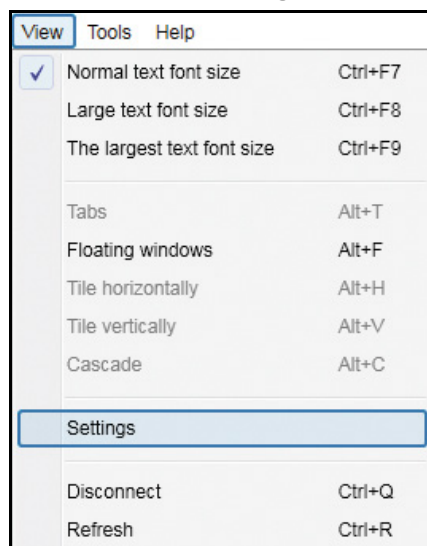 View Tools Help
Normal text font size Ctrl+F7
Large text font size Ctrl+F8
The largest text font size Ctrl+F9
Tabs Alt+T
Floating windows Alt+F
Tile horizontally Alt+H
Tile vertically Alt+V
Cascade Alt+C
Settings
Disconnect Ctrl+Q
Refresh Ctrl+R